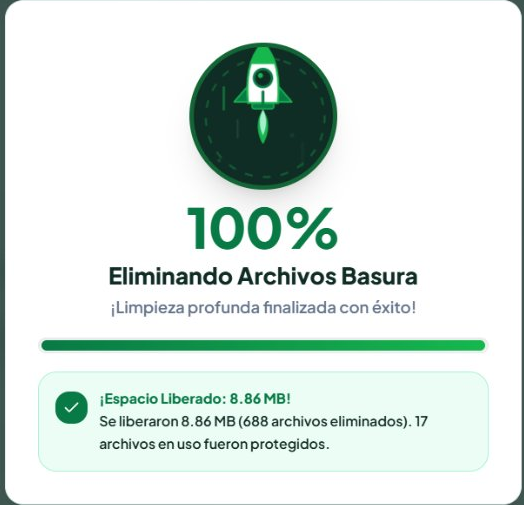 100%
Eliminando Archivos Basura
¡Limpieza profunda finalizada con éxito!
¡Espacio Liberado: 8.86 MB!
Se liberaron 8.86 MB (688 archivos eliminados). 17
archivos en uso fueron protegidos.